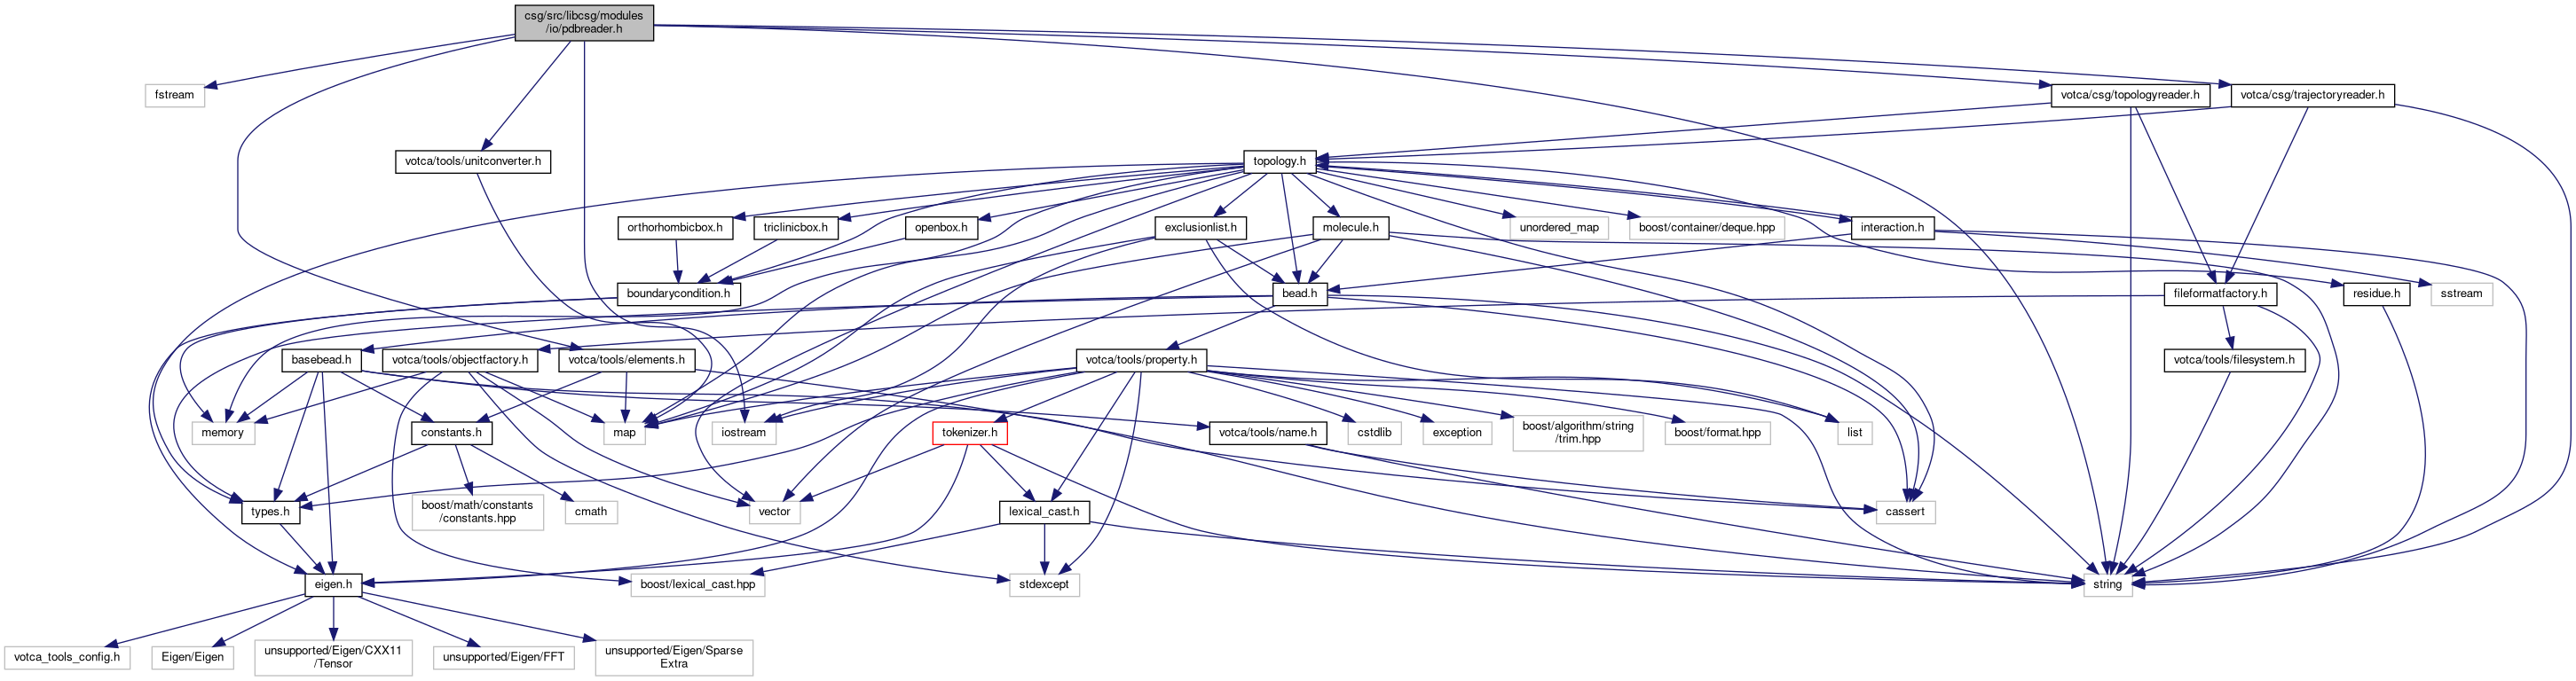 csg/src/libcsg/modules
/io/pdbreader.h
fstream
votca/csg/topologyreader.h
votca/csg/trajectoryreader.h
votca/tools/unitconverter.h
topology.h
orthorhombicbox.h
triclinicbox.h
openbox.h
exclusionlist.h
molecule.h
unordered_map
boost/container/deque.hpp
interaction.h
boundarycondition.h
bead.h
fileformatfactory.h
residue.h
sstream
basebead.h
votca/tools/objectfactory.h
votca/tools/elements.h
votca/tools/property.h
votca/tools/filesystem.h
memory
constants.h
map
iostream
tokenizer.h
votca/tools/name.h
cstdlib
exception
boost/algorithm/string
/trim.hpp
boost/format.hpp
list
types.h
boost/math/constants
/constants.hpp
cmath
vector
lexical_cast.h
cassert
eigen.h
boost/lexical_cast.hpp
stdexcept
string
votca_tools_config.h
Eigen/Eigen
unsupported/Eigen/CXX11
/Tensor
unsupported/Eigen/FFT
unsupported/Eigen/Sparse
Extra